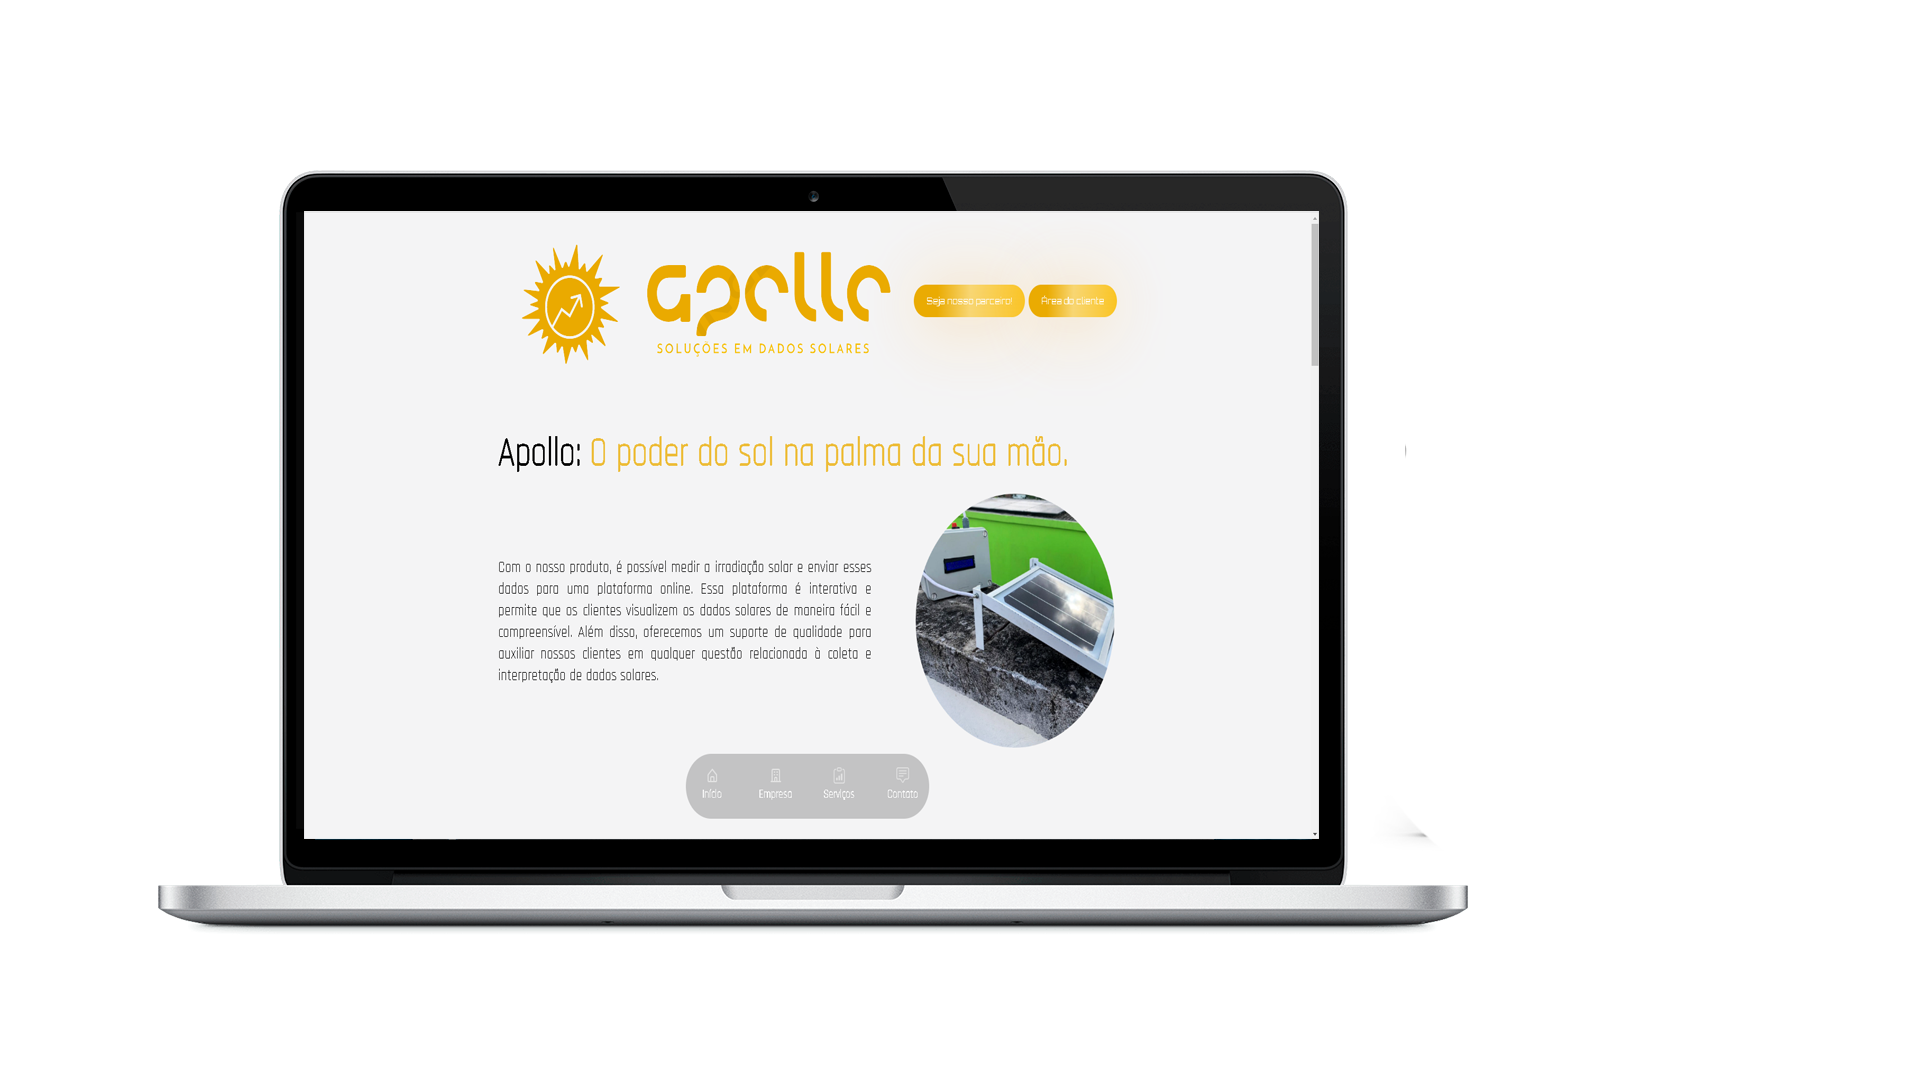 apollo
SOLUÇÕES EM DADOS SOLARES
Seja nosso parceiro!
Área do cliente
Apollo: O poder do sol na palma da sua mão.
Com o nosso produto, é possível medir a irradiação solar e enviar esses
dados para uma plataforma online. Essa plataforma é interativa e
permite que os clientes visualizem os dados solares de maneira fácil e
compreensível. Além disso, oferecemos um suporte de qualidade para
auxiliar nossos clientes em qualquer questão relacionada à coleta e
interpretação de dados solares.
Início
Empresa
Serviços
Contato